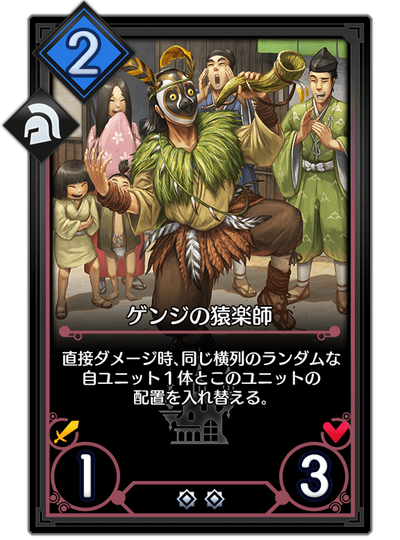 2
ゲンジの猿楽師
直接ダメージ時、同じ横列のランダムな
自ユニット1体とこのユニットの
配置を入れ替える。
1
3